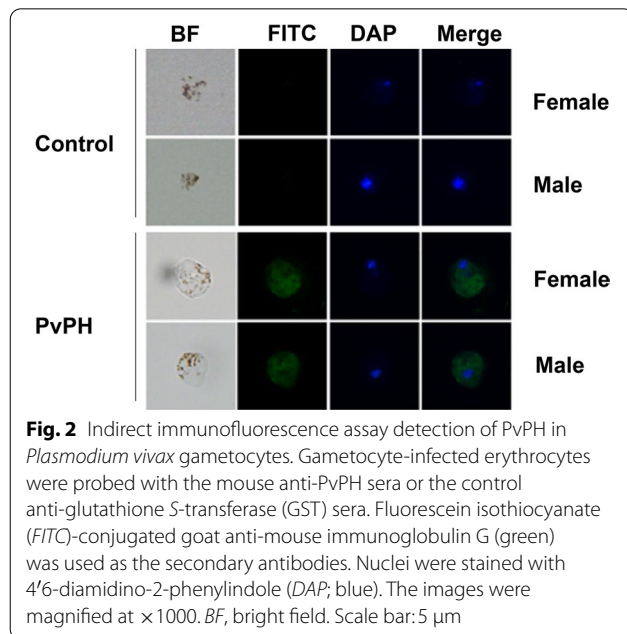 BF FITC DAP Merge
Female
Control
Male
Female
PvPH
Male
Fig. 2 Indirect immunofluorescence assay detection of PvPH in
Plasmodium vivax gametocytes. Gametocyte-infected erythrocytes
were probed with the mouse anti-PvPH sera or the control
anti-glutathione S-transferase (GST) sera. Fluorescein isothiocyanate
(FITC)-conjugated goat anti-mouse immunoglobulin G (green)
was used as the secondary antibodies. Nuclei were stained with
4′6-diamidino-2-phenylindole (DAP; blue). The images were
magnified at ×1000. BF, bright field. Scale bar: 5 μm